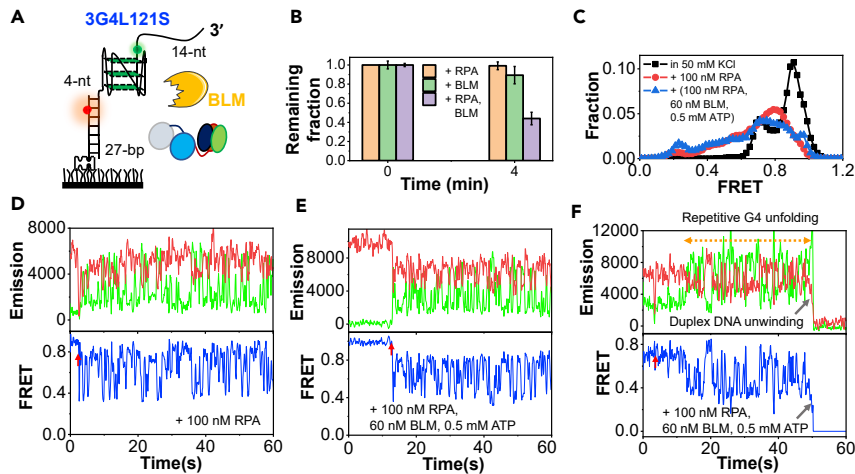 A
3G4L121S
3′
14-nt
4-nt
BLM
27-bp
B
Remaining
fraction
1.0
0.8
0.6
0.4
0.2
0.0
+ RPA
+ BLM
+ RPA,
BLM
0
4
Time (min)
C
Fraction
0.10
0.05
0.00
in 50 mM KCl
+ 100 nM RPA
+ (100 nM RPA,
60 nM BLM,
0.5 mM ATP)
0.0
0.4
0.8
1.2
FRET
D
Emission
8000
4000
0
FRET
0.8
0.4
0.0
+ 100 nM RPA
0
20
40
60
Time(s)
E
Emission
12000
8000
4000
0
FRET
0.8
0.4
0.0
+ 100 nM RPA,
60 nM BLM, 0.5 mM ATP
0
20
40
60
Time(s)
F
Repetitive G4 unfolding
Emission
12000
8000
4000
0
Duplex DNA unwinding
FRET
0.8
0.4
0.0
+ 100 nM RPA,
60 nM BLM, 0.5 mM ATP
0
20
40
60
Time(s)